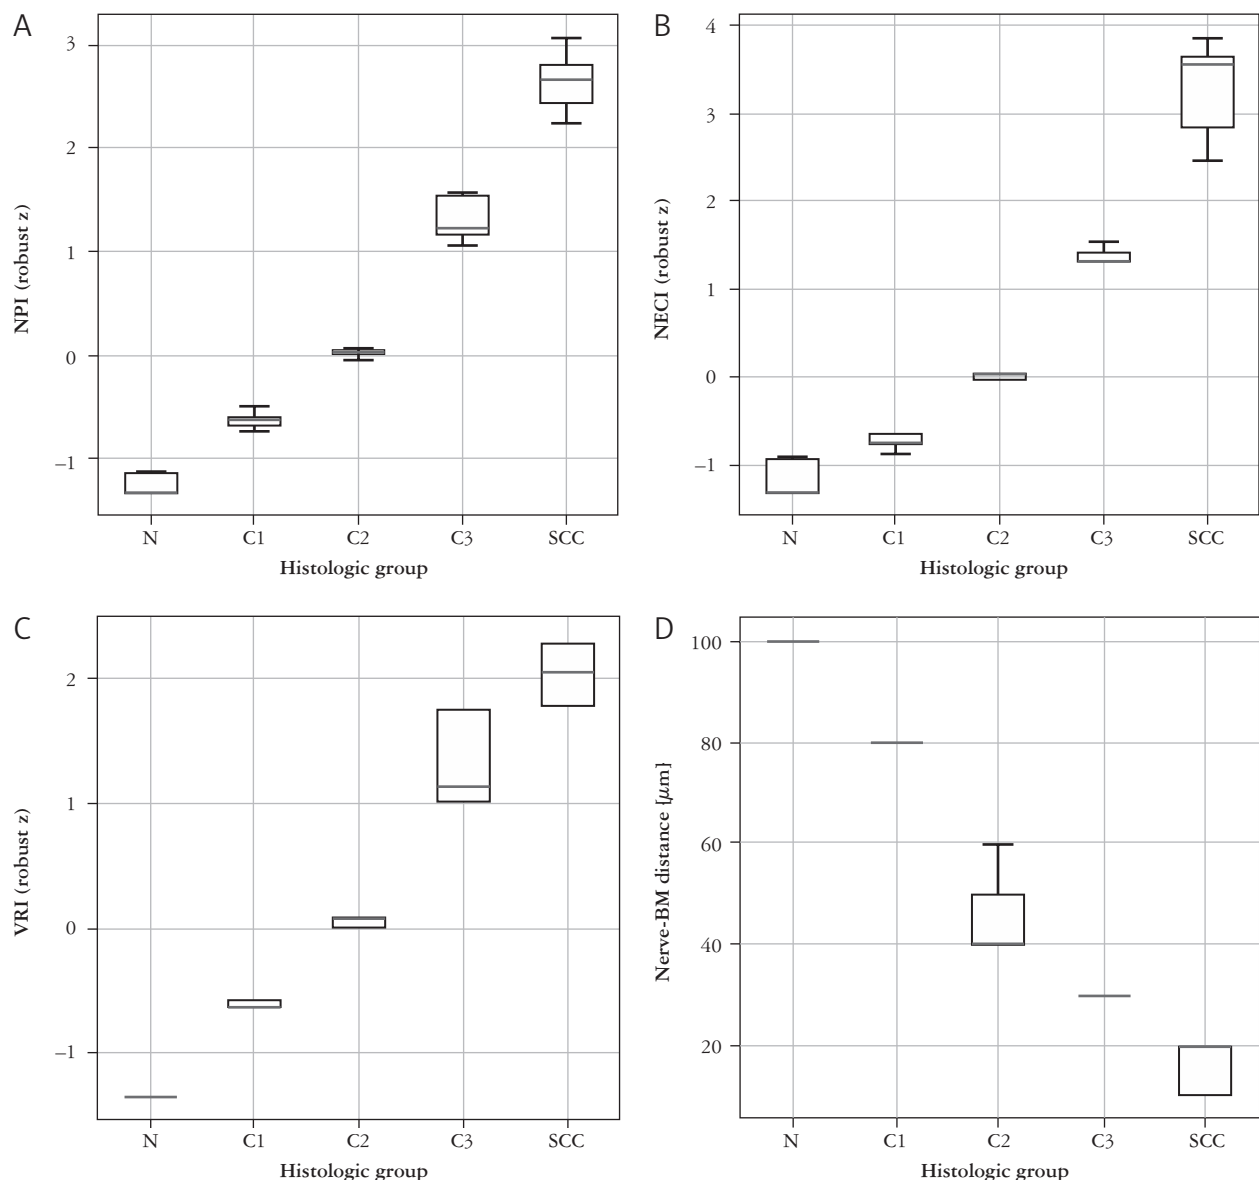 A
NPI (robust z)
3
2
1
0
–1
N C1 C2 C3 SCC
Histologic group
B
NECI (robust z)
4
3
2
1
0
–1
N C1 C2 C3 SCC
Histologic group
C
VRI (robust z)
2
1
0
–1
N C1 C2 C3 SCC
Histologic group
D
Nerve-BM distance [µm]
100
80
60
40
20
N C1 C2 C3 SCC
Histologic group